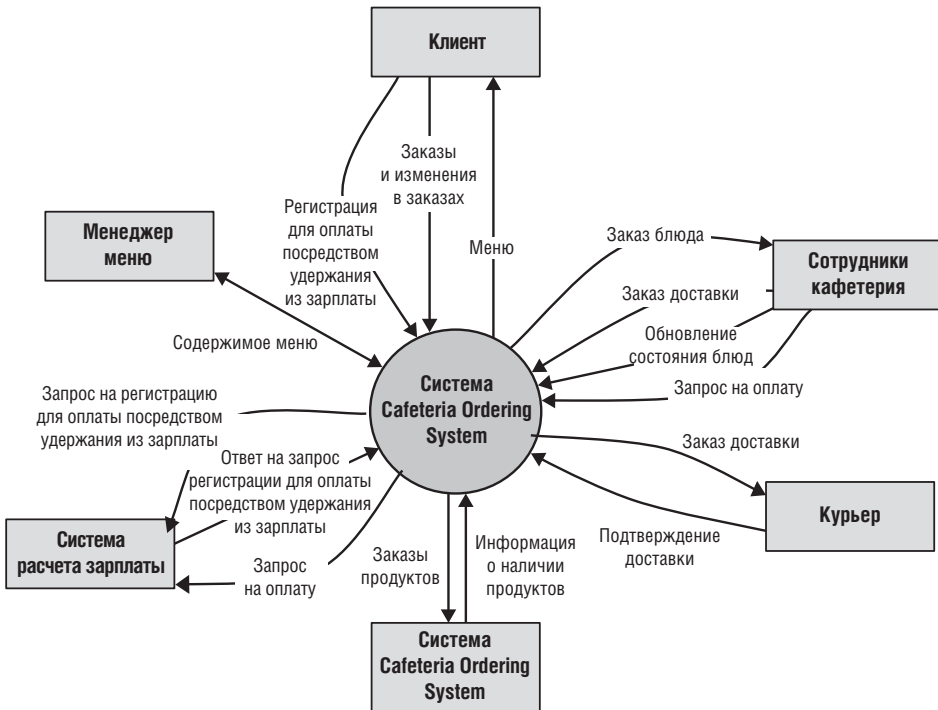 Клиент
Заказы
и изменения
в заказах
Регистрация
для оплаты
посредством
удержания
из зарплаты
Меню
Менеджер
меню
Содержимое меню
Заказ блюда
Сотрудники
кафетерия
Заказ доставки
Обновление
состояния блюд
Запрос на оплату
Система
Cafeteria Ordering
System
Запрос на регистрацию
для оплаты посредством
удержания из зарплаты
Ответ на запрос
регистрации для оплаты
посредством удержания
из зарплаты
Заказ доставки
Курьер
Подтверждение
доставки
Система
расчета зарплаты
Запрос
на оплату
Заказы
продуктов
Информация
о наличии
продуктов
Система
Cafeteria Ordering
System